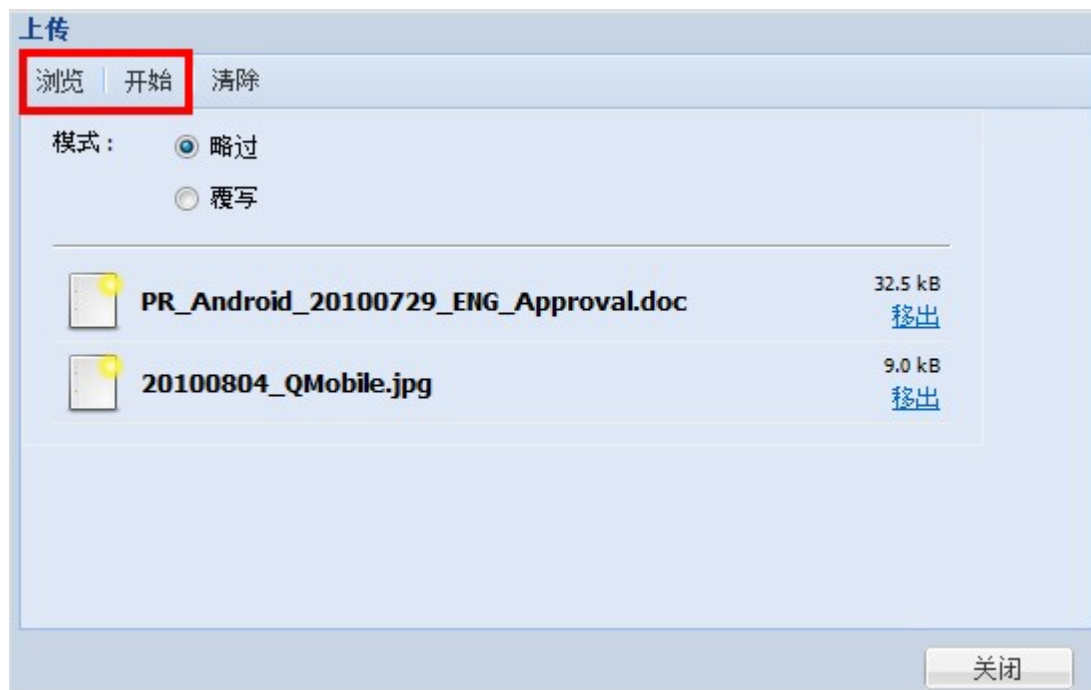 上传
浏览 开始 清除
模式： 略过
覆写
PR_Android_20100729_ENG_Approval.doc 32.5 kB
移出
20100804_QMobile.jpg 9.0 kB
移出
关闭